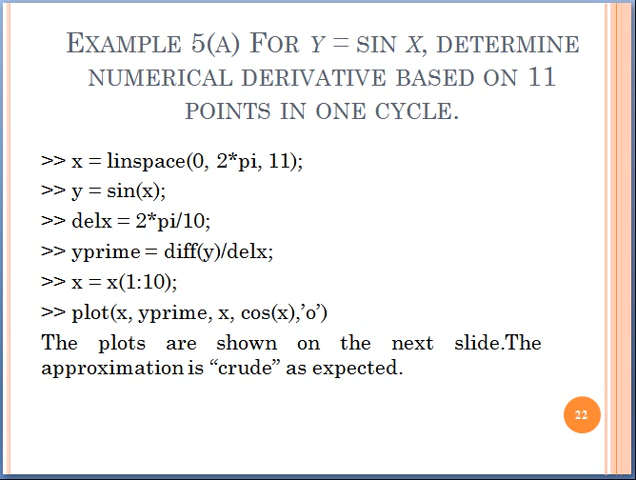 EXAMPLE 5(A) FOR Y = SIN X, DETERMINE
NUMERICAL DERIVATIVE BASED ON 11
POINTS IN ONE CYCLE.
>> x = linspace(0, 2*pi, 11);
>> y = sin(x);
>> delx = 2*pi/10;
>> yprime = diff(y)/delx;
>> x = x(1:10);
>> plot(x, yprime, x, cos(x),’o’)
The plots are shown on the next slide.The
approximation is “crude” as expected.
22